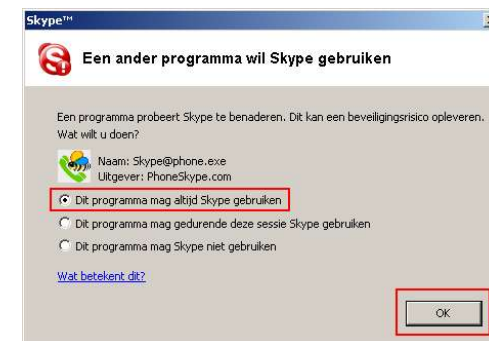 Skype™
Een ander programma wil Skype gebruiken
Een programma probeert Skype te benaderen. Dit kan een beveiligingsrisico opleveren.
Wat wilt u doen?
Naam: Skype@phone.exe
Uitgever: PhoneSkype.com
Dit programma mag altijd Skype gebruiken
Dit programma mag gedurende deze sessie Skype gebruiken
Dit programma mag Skype niet gebruiken
Wat betekent dit?
OK